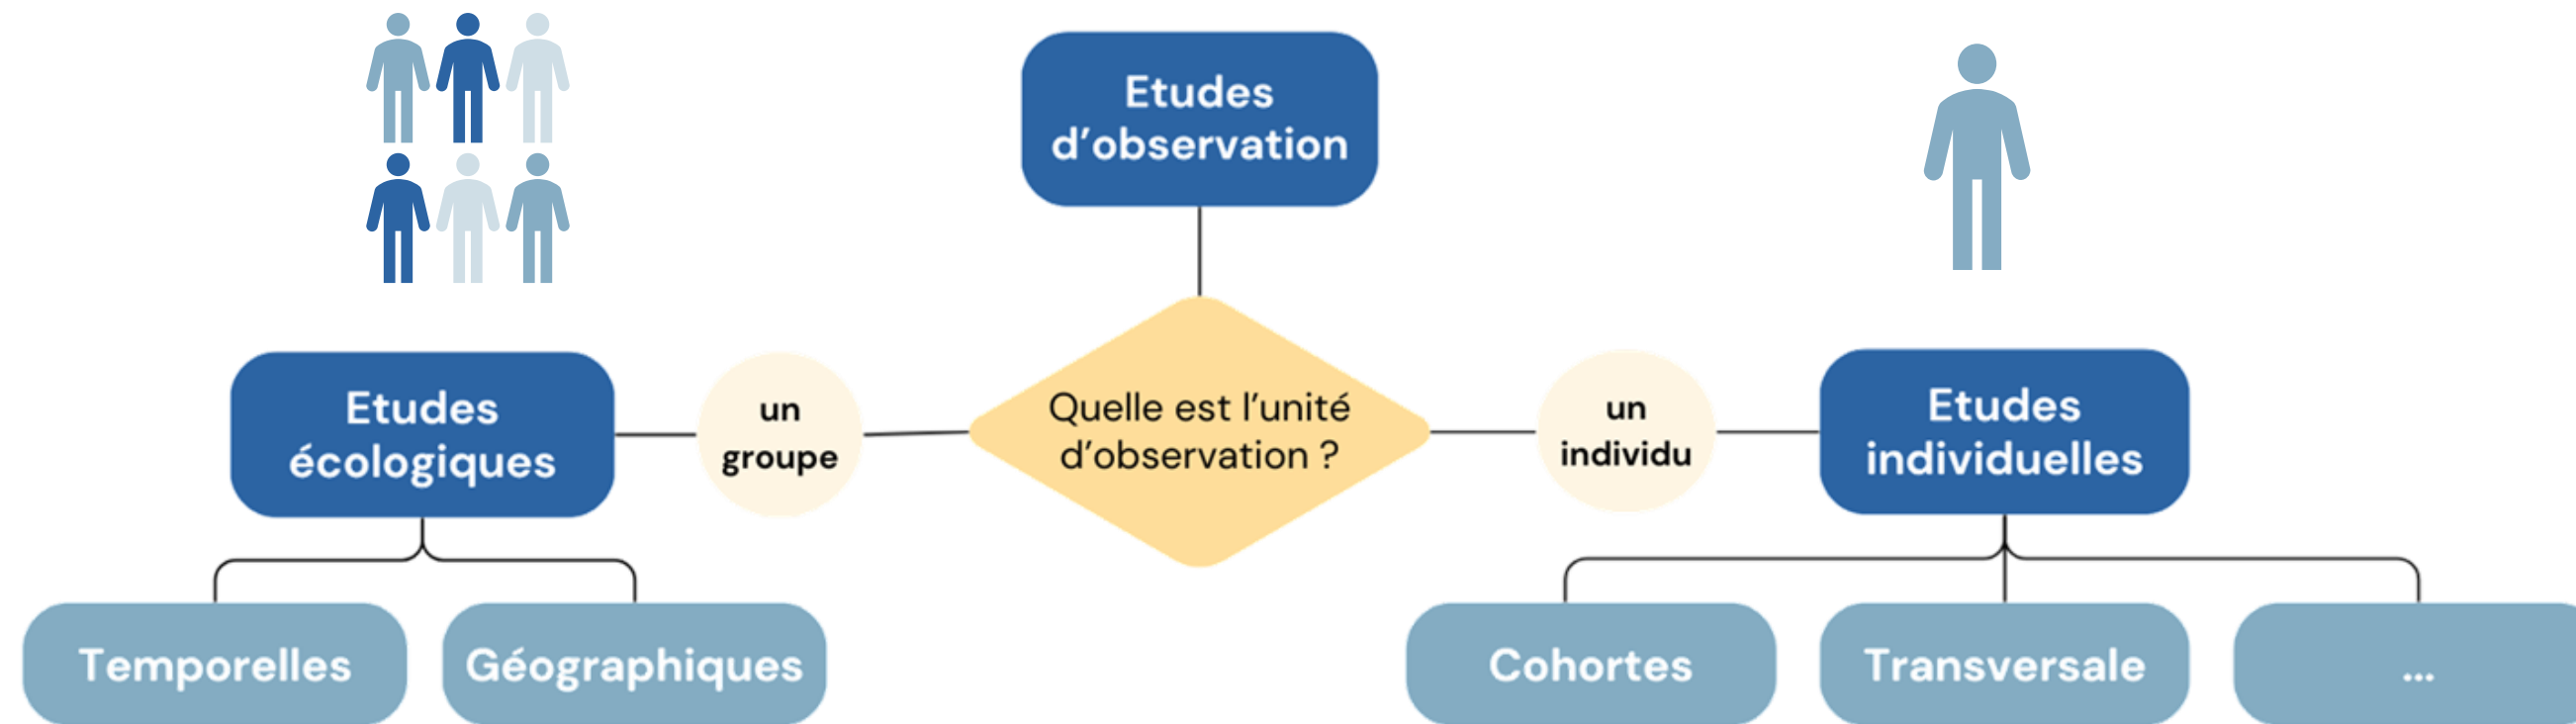 Etudes
d’observation
Quelle est l’unité
d’observation ?
un
groupe
Etudes
écologiques
Temporelles
Géographiques
un
individu
Etudes
individuelles
Cohortes
Transversale
...